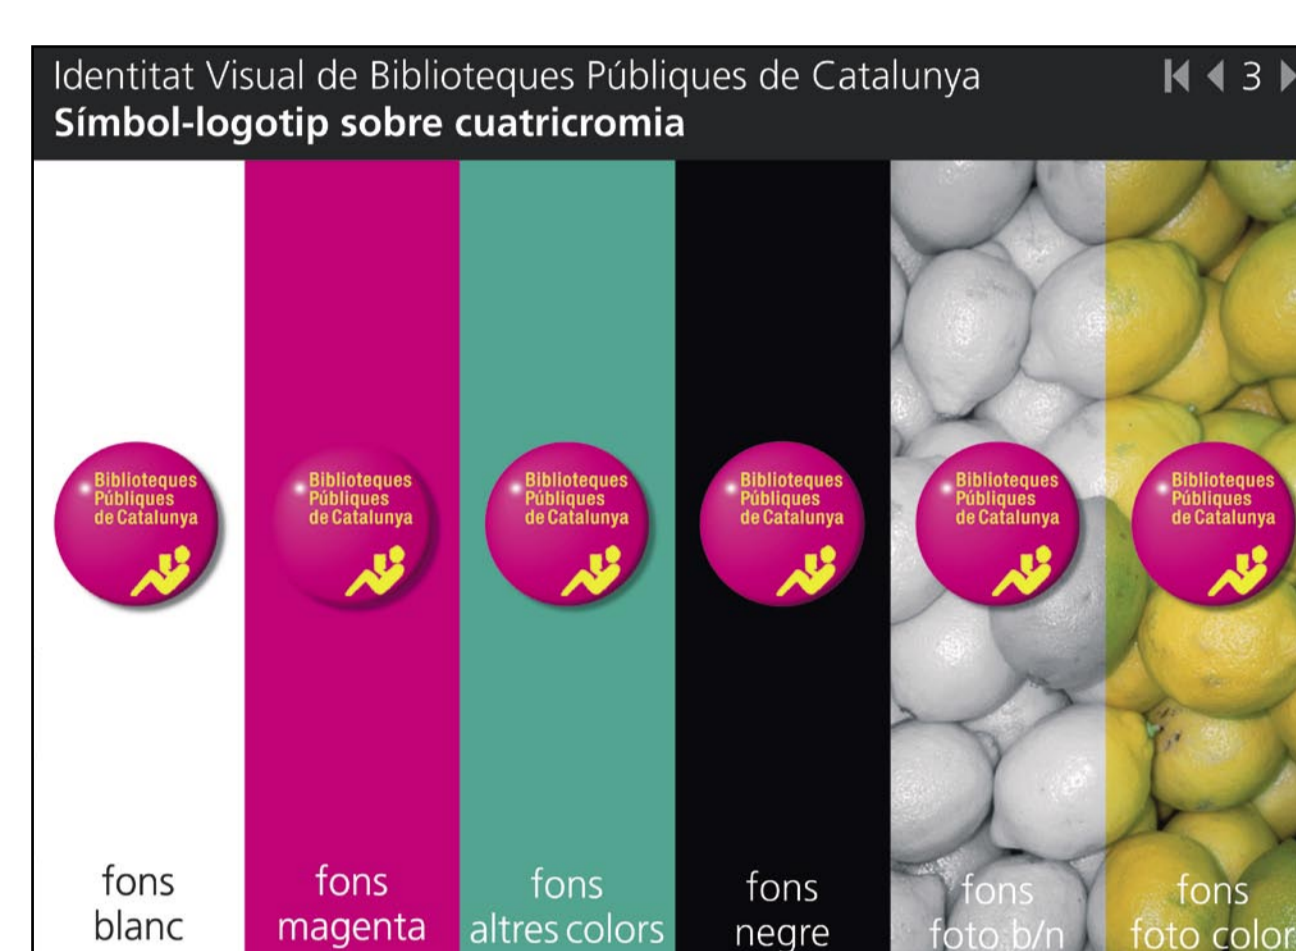 Identitat Visual de Biblioteques Públiques de Catalunya
3
Símbol-logotip sobre cuatricromia
Biblioteques
Públiques
de Catalunya
Biblioteques
Públiques
de Catalunya
Biblioteques
Públiques
de Catalunya
Biblioteques
Públiques
de Catalunya
Biblioteques
Públiques
de Catalunya
Biblioteques
Públiques
de Catalunya
fons
blanc
fons
magenta
fons
altres colors
fons
negre
fons
foto b/n
fons
foto color